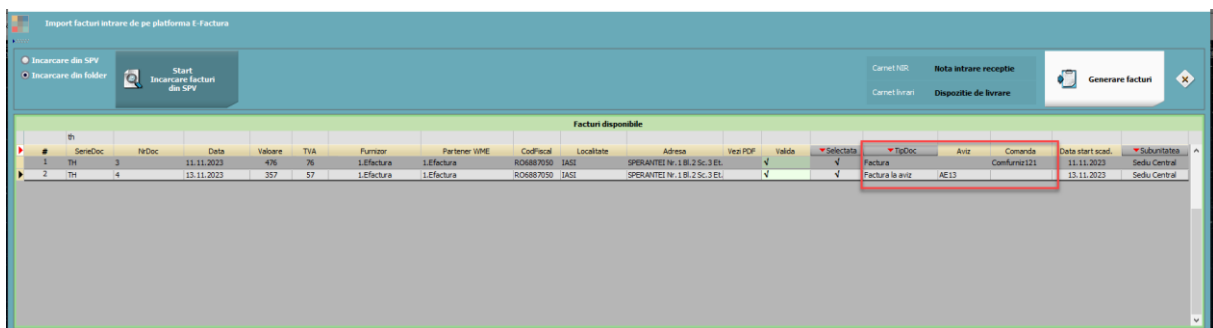 Import facturi intrare de pe platforma E-Factura
Incarcare din SPV
Incarcare din folder
Start
Incarcare facturi
din SPV
Carnet NIR Nota intrare receptie
Carnet livrari Dispozitie de livrare
Generare facturi
Facturi disponibile
th
# SerieDoc NrDoc Data Valoare TVA Furnizor Partener WME CodFiscal Localitate Adresa Vezi PDF Valida Selectata TipDoc Aviz Comanda Data start scad. Subunitatea
1 TH 3 11.11.2023 476 76 1.Efactura 1.Efactura RO6887050 IASI SPERANTEI Nr.1 Bl.2 Sc.3 Et. √ √ Factura Comfurniz121 11.11.2023 Sediu Central
2 TH 4 13.11.2023 357 57 1.Efactura 1.Efactura RO6887050 IASI SPERANTEI Nr.1 Bl.2 Sc.3 Et. √ √ Factura la aviz AE13 13.11.2023 Sediu Central